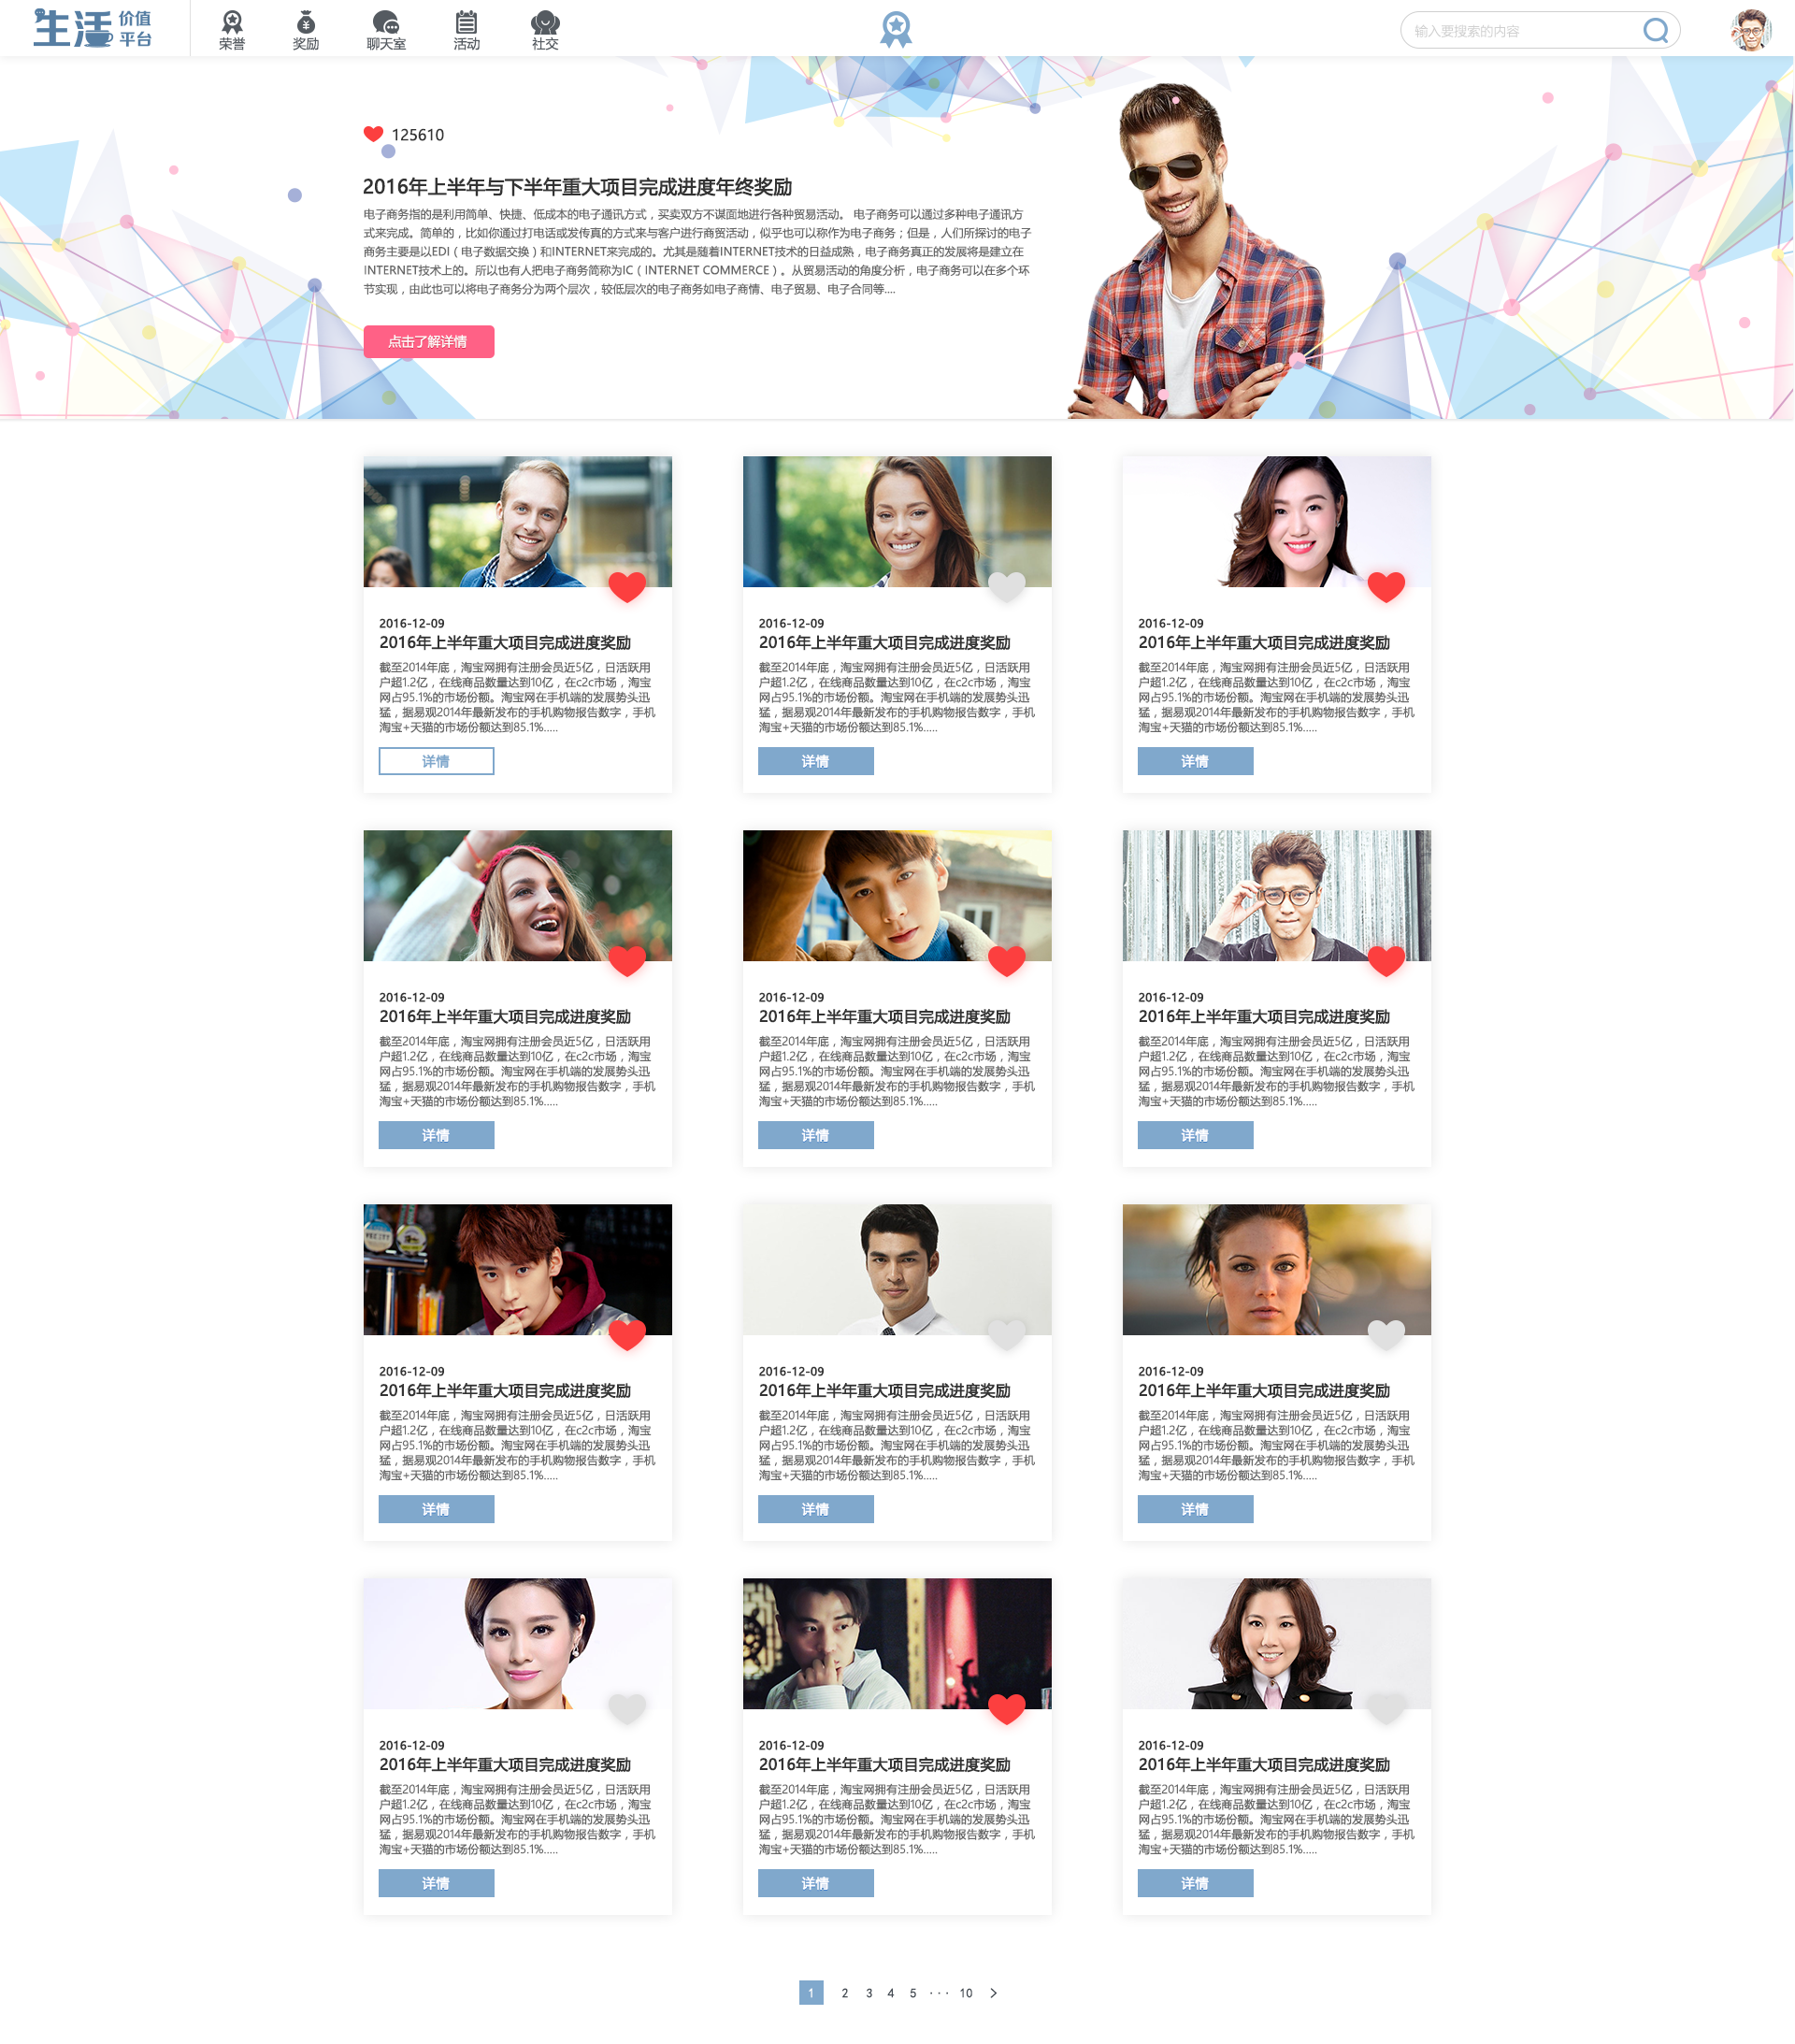 生活 价值
平台
荣誉 奖励 聊天室 活动 社交
输入要搜索的内容
125610
2016年上半年与下半年重大项目完成进度年终奖励
电子商务指的是利用简单、快捷、低成本的电子通讯方式，买卖双方不谋面地进行各种贸易活动。 电子商务可以通过多种电子通讯方
式来完成。简单的，比如你通过打电话或发传真的方式来与客户进行商贸活动，似乎也可以称作为电子商务；但是，人们所探讨的电子
商务主要是以EDI（电子数据交换）和INTERNET来完成的。尤其是随着INTERNET技术的日益成熟，电子商务真正的发展将是建立在
INTERNET技术上的。所以也有人把电子商务简称为IC（INTERNET COMMERCE）。从贸易活动的角度分析，电子商务可以在多个环
节实现，由此也可以将电子商务分为两个层次，较低层次的电子商务如电子商情、电子贸易、电子合同等....
点击了解详情
2016-12-09
2016年上半年重大项目完成进度奖励
截至2014年底，淘宝网拥有注册会员近5亿，日活跃用
户超1.2亿，在线商品数量达到10亿，在c2c市场，淘宝
网占95.1%的市场份额。淘宝网在手机端的发展势头迅
猛，据易观2014年最新发布的手机购物报告数字，手机
淘宝+天猫的市场份额达到85.1%.....
详情
2016-12-09
2016年上半年重大项目完成进度奖励
截至2014年底，淘宝网拥有注册会员近5亿，日活跃用
户超1.2亿，在线商品数量达到10亿，在c2c市场，淘宝
网占95.1%的市场份额。淘宝网在手机端的发展势头迅
猛，据易观2014年最新发布的手机购物报告数字，手机
淘宝+天猫的市场份额达到85.1%.....
详情
2016-12-09
2016年上半年重大项目完成进度奖励
截至2014年底，淘宝网拥有注册会员近5亿，日活跃用
户超1.2亿，在线商品数量达到10亿，在c2c市场，淘宝
网占95.1%的市场份额。淘宝网在手机端的发展势头迅
猛，据易观2014年最新发布的手机购物报告数字，手机
淘宝+天猫的市场份额达到85.1%.....
详情
2016-12-09
2016年上半年重大项目完成进度奖励
截至2014年底，淘宝网拥有注册会员近5亿，日活跃用
户超1.2亿，在线商品数量达到10亿，在c2c市场，淘宝
网占95.1%的市场份额。淘宝网在手机端的发展势头迅
猛，据易观2014年最新发布的手机购物报告数字，手机
淘宝+天猫的市场份额达到85.1%.....
详情
2016-12-09
2016年上半年重大项目完成进度奖励
截至2014年底，淘宝网拥有注册会员近5亿，日活跃用
户超1.2亿，在线商品数量达到10亿，在c2c市场，淘宝
网占95.1%的市场份额。淘宝网在手机端的发展势头迅
猛，据易观2014年最新发布的手机购物报告数字，手机
淘宝+天猫的市场份额达到85.1%.....
详情
2016-12-09
2016年上半年重大项目完成进度奖励
截至2014年底，淘宝网拥有注册会员近5亿，日活跃用
户超1.2亿，在线商品数量达到10亿，在c2c市场，淘宝
网占95.1%的市场份额。淘宝网在手机端的发展势头迅
猛，据易观2014年最新发布的手机购物报告数字，手机
淘宝+天猫的市场份额达到85.1%.....
详情
2016-12-09
2016年上半年重大项目完成进度奖励
截至2014年底，淘宝网拥有注册会员近5亿，日活跃用
户超1.2亿，在线商品数量达到10亿，在c2c市场，淘宝
网占95.1%的市场份额。淘宝网在手机端的发展势头迅
猛，据易观2014年最新发布的手机购物报告数字，手机
淘宝+天猫的市场份额达到85.1%.....
详情
2016-12-09
2016年上半年重大项目完成进度奖励
截至2014年底，淘宝网拥有注册会员近5亿，日活跃用
户超1.2亿，在线商品数量达到10亿，在c2c市场，淘宝
网占95.1%的市场份额。淘宝网在手机端的发展势头迅
猛，据易观2014年最新发布的手机购物报告数字，手机
淘宝+天猫的市场份额达到85.1%.....
详情
2016-12-09
2016年上半年重大项目完成进度奖励
截至2014年底，淘宝网拥有注册会员近5亿，日活跃用
户超1.2亿，在线商品数量达到10亿，在c2c市场，淘宝
网占95.1%的市场份额。淘宝网在手机端的发展势头迅
猛，据易观2014年最新发布的手机购物报告数字，手机
淘宝+天猫的市场份额达到85.1%.....
详情
2016-12-09
2016年上半年重大项目完成进度奖励
截至2014年底，淘宝网拥有注册会员近5亿，日活跃用
户超1.2亿，在线商品数量达到10亿，在c2c市场，淘宝
网占95.1%的市场份额。淘宝网在手机端的发展势头迅
猛，据易观2014年最新发布的手机购物报告数字，手机
淘宝+天猫的市场份额达到85.1%.....
详情
2016-12-09
2016年上半年重大项目完成进度奖励
截至2014年底，淘宝网拥有注册会员近5亿，日活跃用
户超1.2亿，在线商品数量达到10亿，在c2c市场，淘宝
网占95.1%的市场份额。淘宝网在手机端的发展势头迅
猛，据易观2014年最新发布的手机购物报告数字，手机
淘宝+天猫的市场份额达到85.1%.....
详情
2016-12-09
2016年上半年重大项目完成进度奖励
截至2014年底，淘宝网拥有注册会员近5亿，日活跃用
户超1.2亿，在线商品数量达到10亿，在c2c市场，淘宝
网占95.1%的市场份额。淘宝网在手机端的发展势头迅
猛，据易观2014年最新发布的手机购物报告数字，手机
淘宝+天猫的市场份额达到85.1%.....
详情
1 2 3 4 5 ··· 10 >